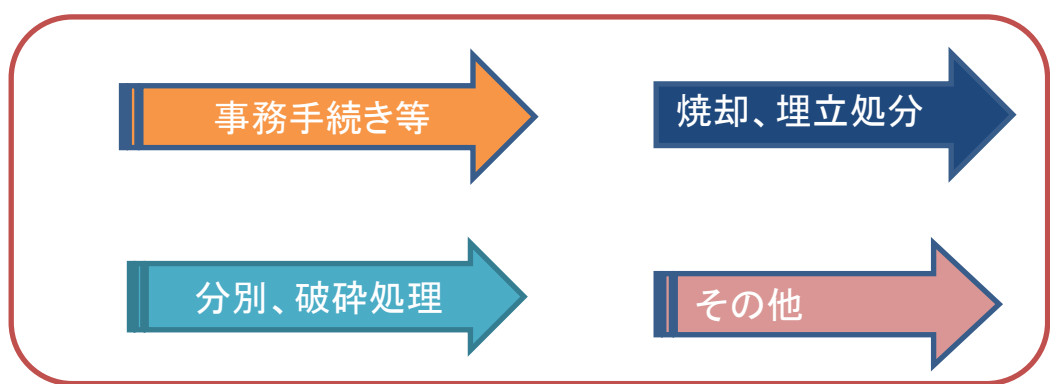 事務手続き等
焼却、埋立処分
分別、破砕処理
その他